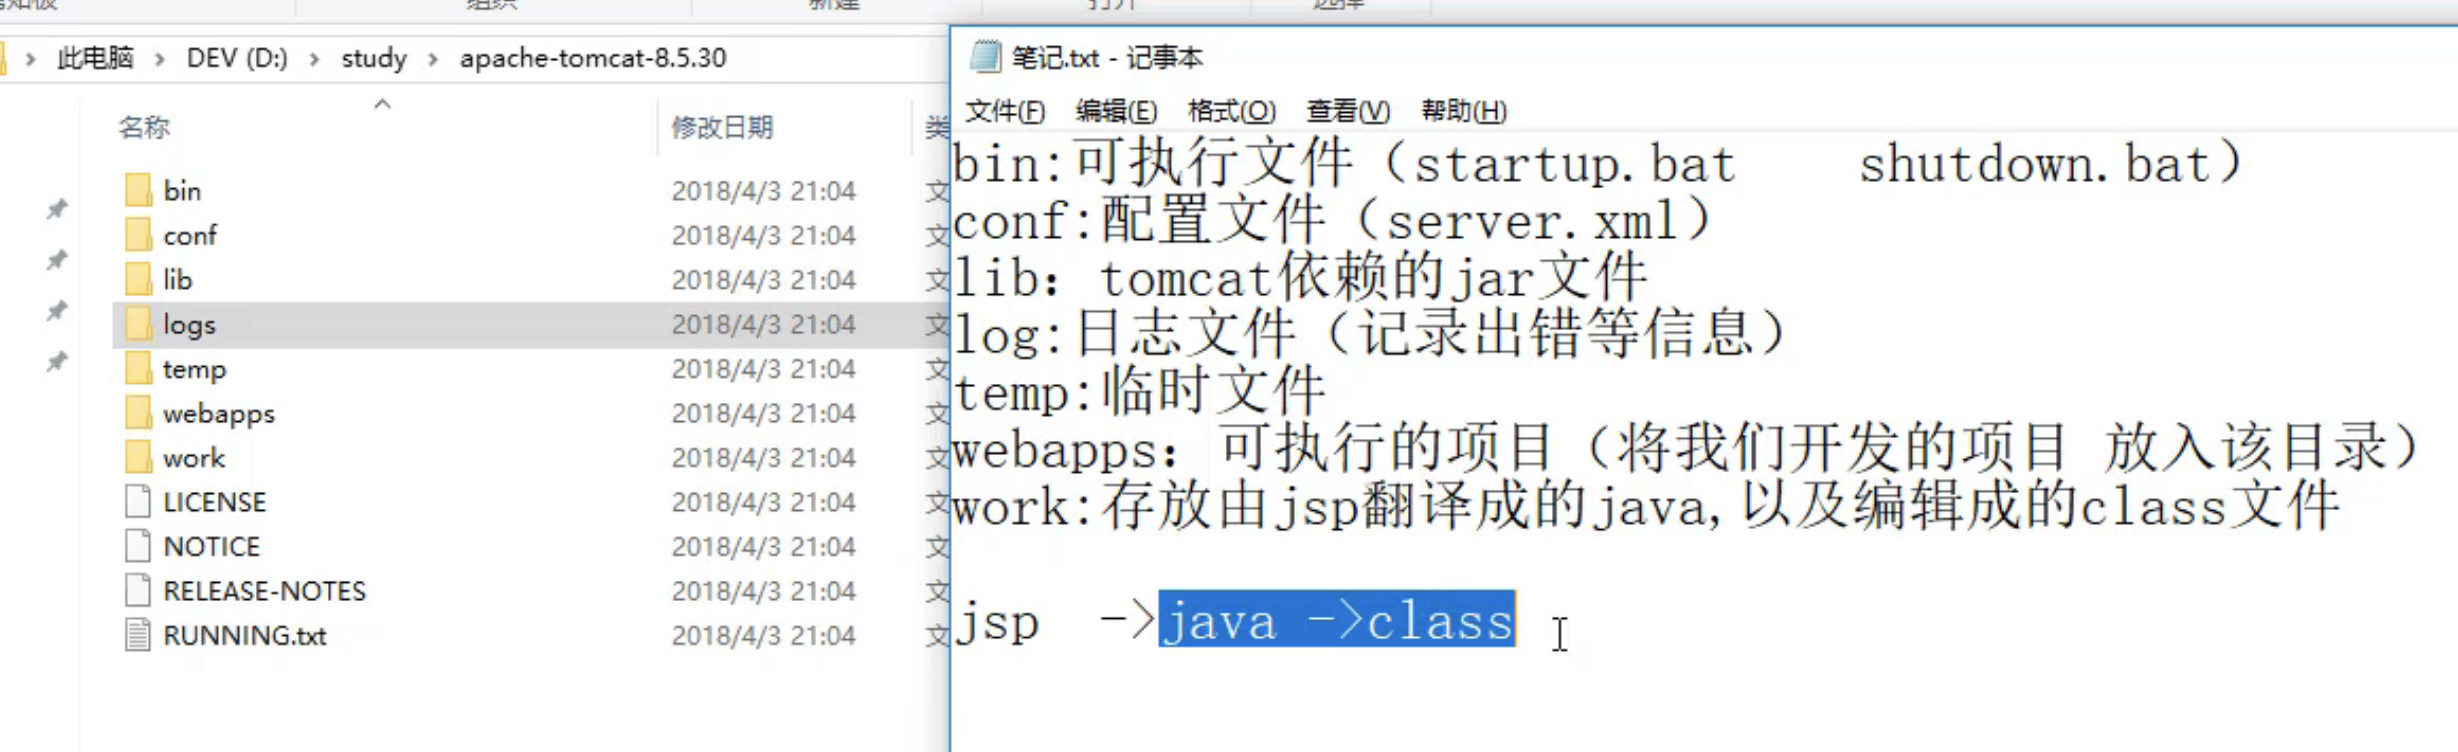 组织
新建
打开
选择
此电脑 > DEV (D:) > study > apache-tomcat-8.5.30
名称 修改日期 类
bin 2018/4/3 21:04 文
conf 2018/4/3 21:04 文
lib 2018/4/3 21:04 文
logs 2018/4/3 21:04 文
temp 2018/4/3 21:04 文
webapps 2018/4/3 21:04 文
work 2018/4/3 21:04 文
LICENSE 2018/4/3 21:04 文
NOTICE 2018/4/3 21:04 文
RELEASE-NOTES 2018/4/3 21:04 文
RUNNING.txt 2018/4/3 21:04 文
笔记.txt - 记事本
文件(F) 编辑(E) 格式(O) 查看(V) 帮助(H)
bin:可执行文件（startup.bat    shutdown.bat）
conf:配置文件（server.xml）
lib：tomcat依赖的jar文件
log:日志文件（记录出错等信息）
temp:临时文件
webapps：可执行的项目（将我们开发的项目 放入该目录）
work:存放由jsp翻译成的java,以及编辑成的class文件
jsp  ->java ->class